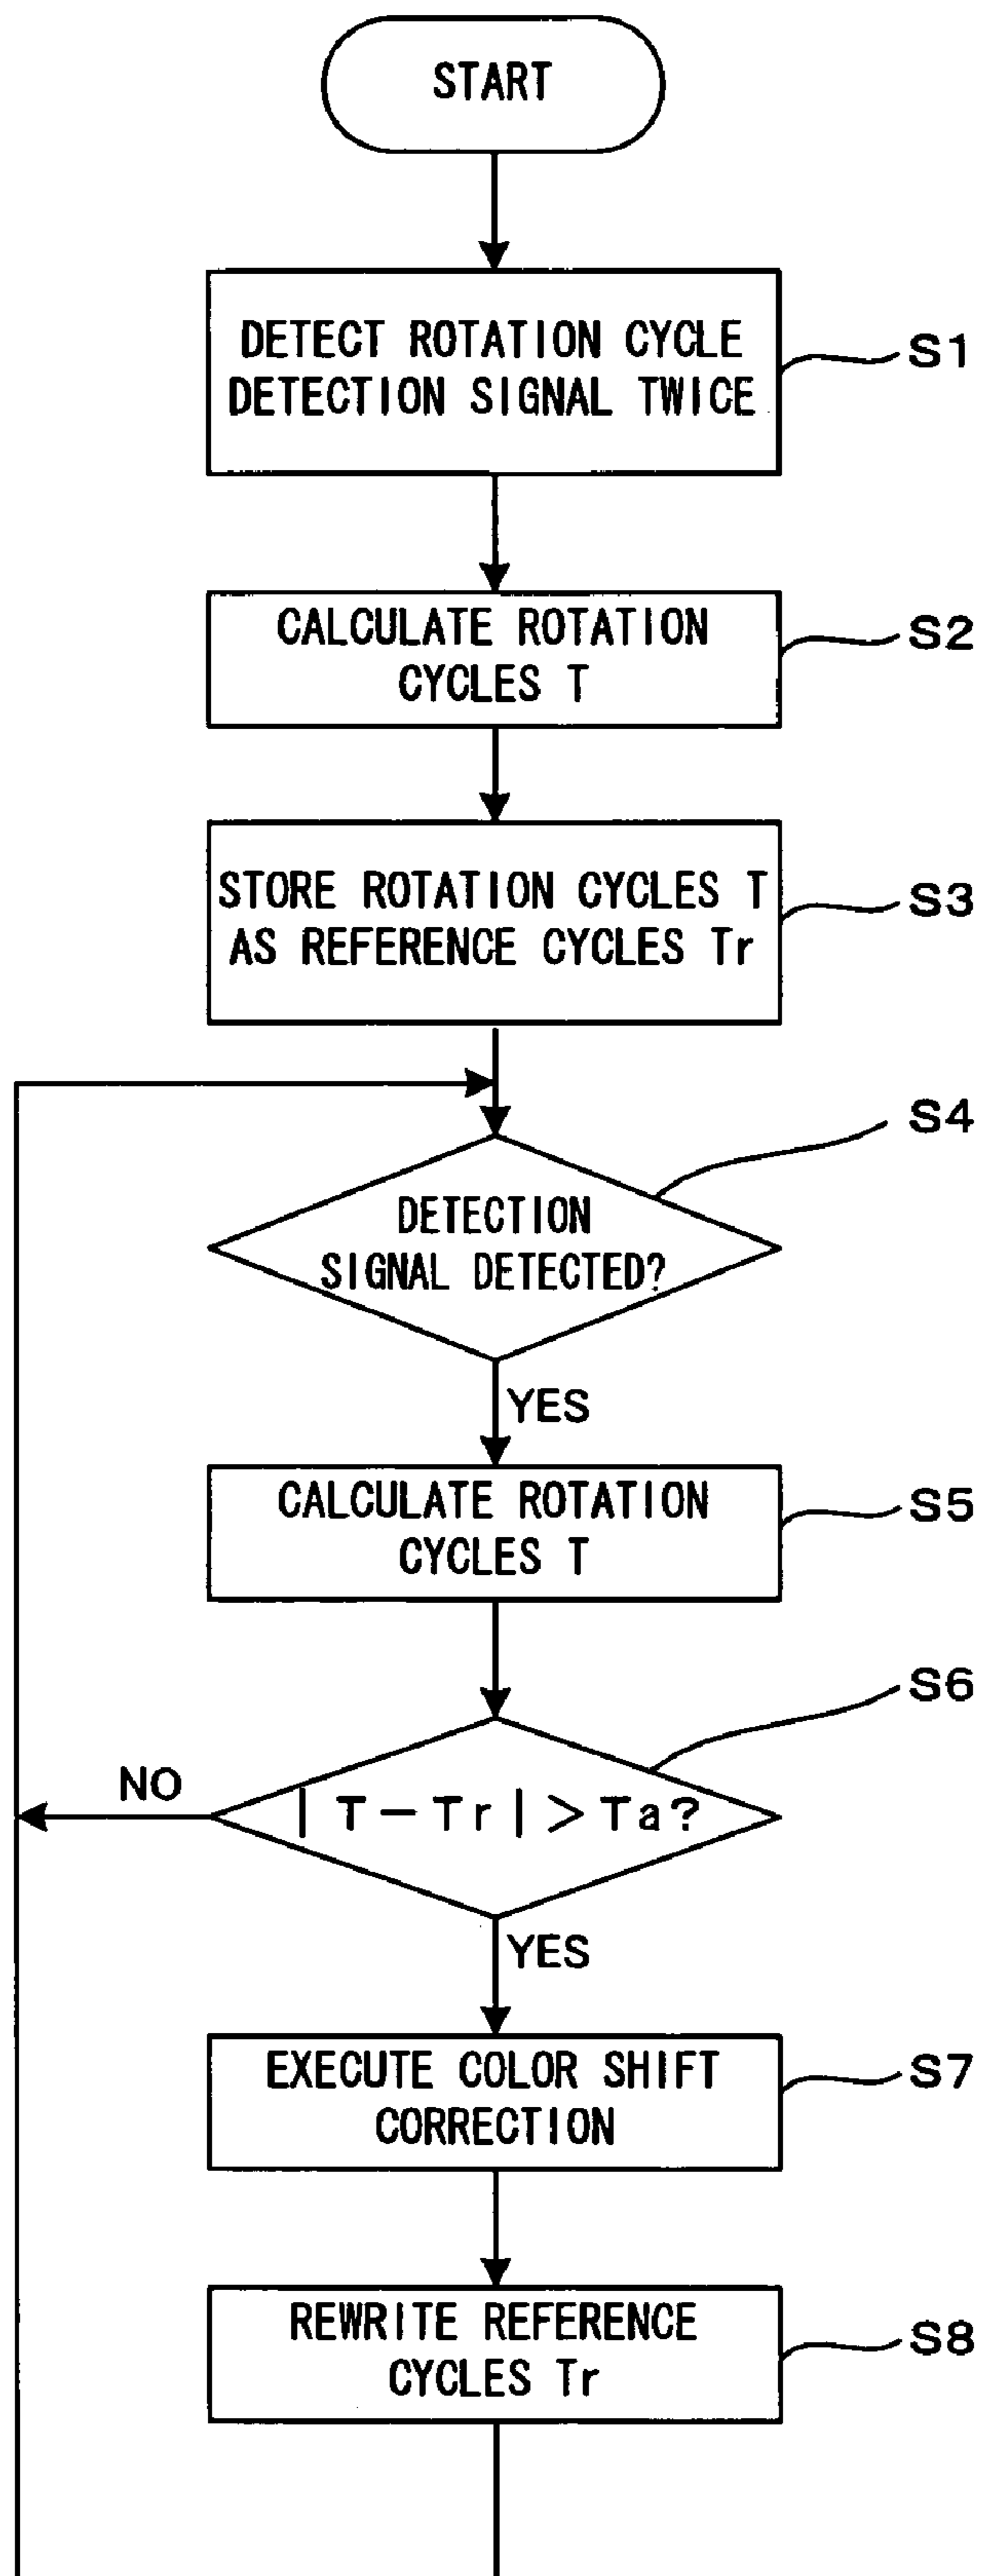 START
DETECT ROTATION CYCLE
DETECTION SIGNAL TWICE
S1
CALCULATE ROTATION
CYCLES T
S2
STORE ROTATION CYCLES T
AS REFERENCE CYCLES Tr
S3
DETECTION
SIGNAL DETECTED?
S4
YES
CALCULATE ROTATION
CYCLES T
S5
|T-Tr|>Ta?
S6
NO
YES
EXECUTE COLOR SHIFT
CORRECTION
S7
REWRITE REFERENCE
CYCLES Tr
S8